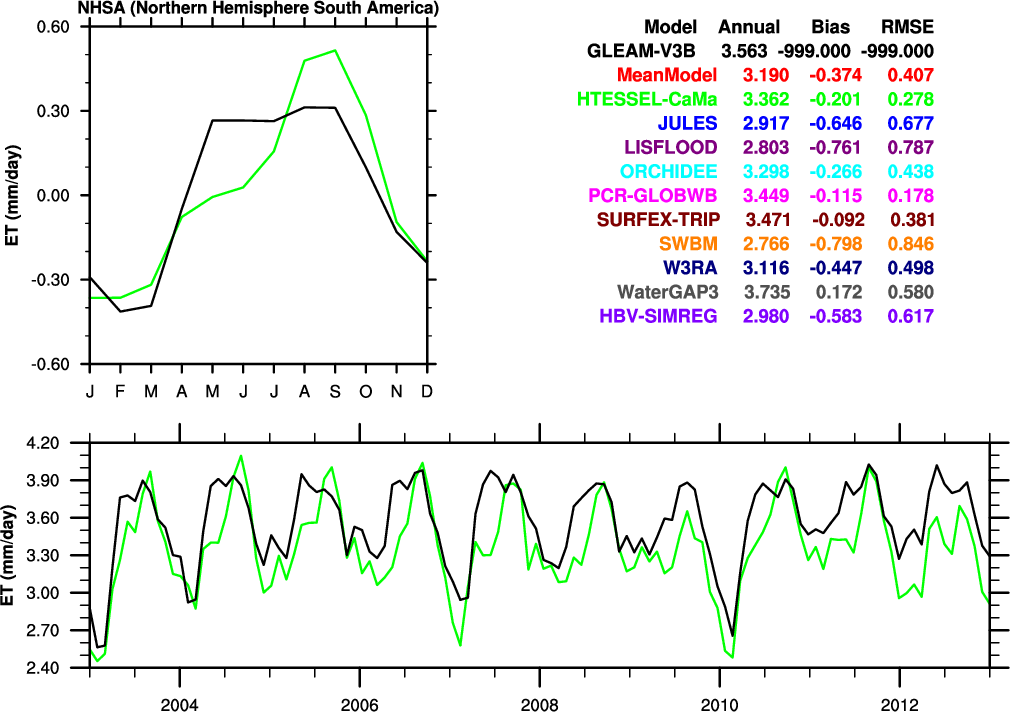 NHSA (Northern Hemisphere South America)
0.60
0.30
0.00
-0.30
-0.60
ET (mm/day)
J F M A M J J A S O N D
Model Annual Bias RMSE
GLEAM-V3B 3.563 -999.000 -999.000
MeanModel 3.190 -0.374 0.407
HTESSEL-CaMa 3.362 -0.201 0.278
JULES 2.917 -0.646 0.677
LISFLOOD 2.803 -0.761 0.787
ORCHIDEE 3.298 -0.266 0.438
PCR-GLOBWB 3.449 -0.115 0.178
SURFEX-TRIP 3.471 -0.092 0.381
SWBM 2.766 -0.798 0.846
W3RA 3.116 -0.447 0.498
WaterGAP3 3.735 0.172 0.580
HBV-SIMREG 2.980 -0.583 0.617
4.20
3.90
3.60
3.30
3.00
2.70
2.40
ET (mm/day)
2004 2006 2008 2010 2012